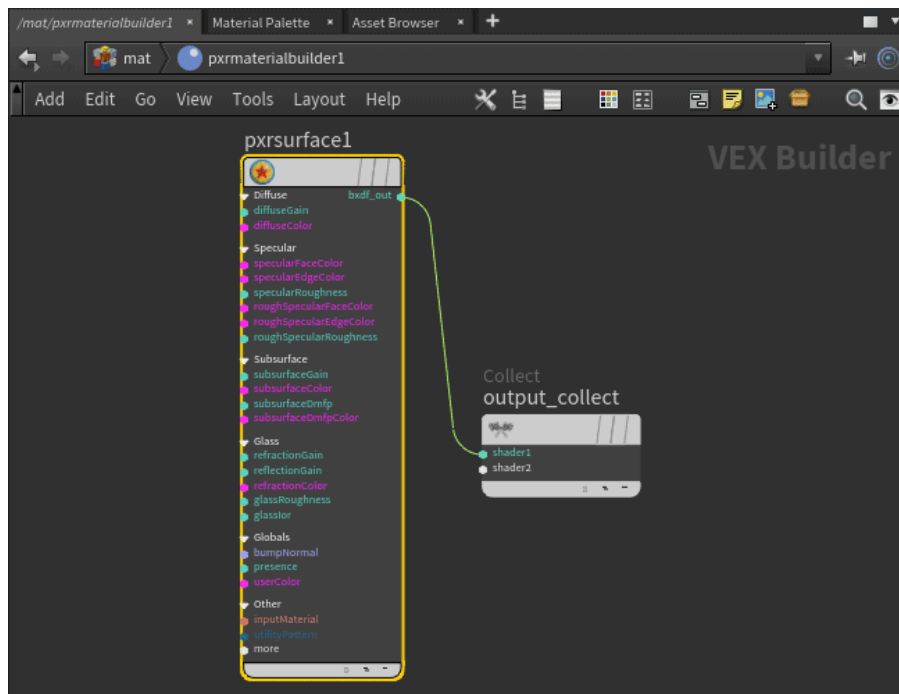 /mat/pxrmaterialbuilder1 Material Palette Asset Browser
mat pxrmaterialbuilder1
Add Edit Go View Tools Layout Help
VEX Builder
pxrsurface1
Diffuse bxdf_out
diffuseGain
diffuseColor
Specular
specularFaceColor
specularEdgeColor
specularRoughness
roughSpecularFaceColor
roughSpecularEdgeColor
roughSpecularRoughness
Subsurface
subsurfaceGain
subsurfaceColor
subsurfaceDmfp
subsurfaceDmfpColor
Glass
refractionGain
reflectionGain
refractionColor
glassRoughness
glassIor
Globals
bumpNormal
presence
userColor
Other
inputMaterial
utilityPattern
more
Collect
output_collect
shader1
shader2